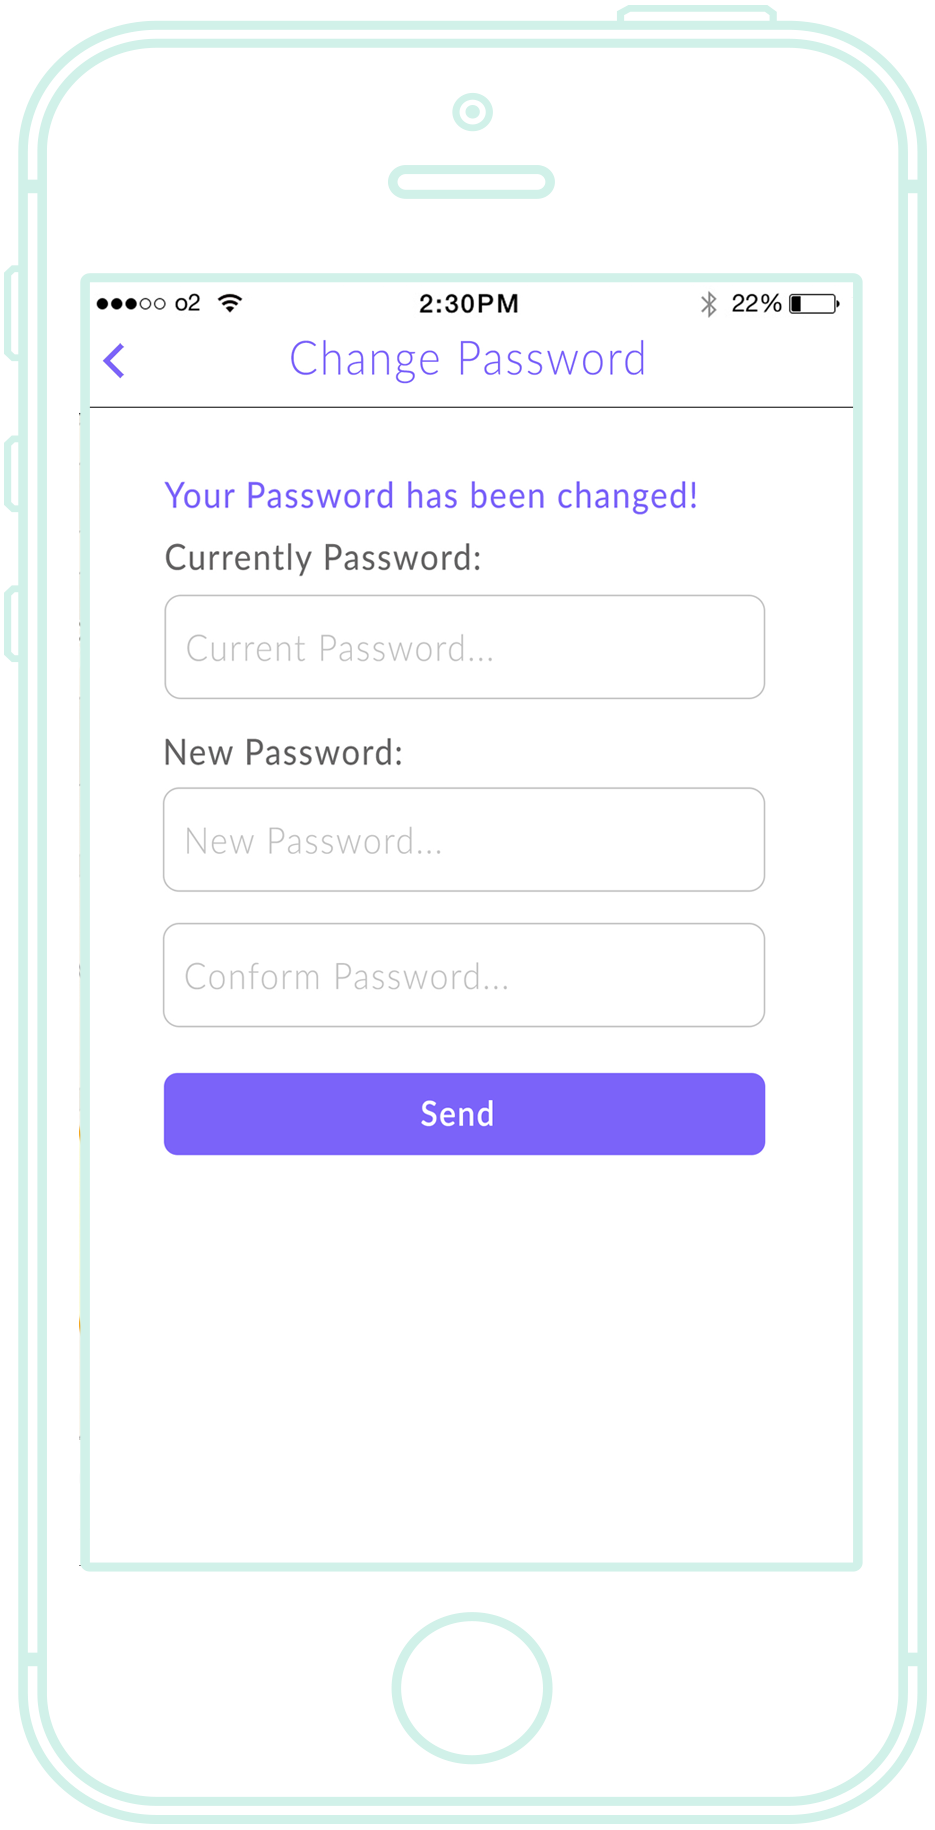 o2 2:30PM 22%
Change Password
Your Password has been changed!
Currently Password:
Current Password...
New Password:
New Password...
Conform Password...
Send